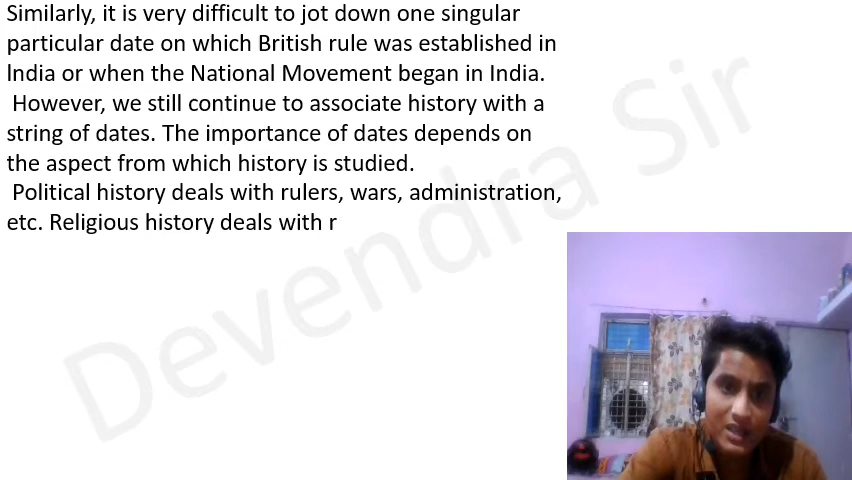 Similarly, it is very difficult to jot down one singular
particular date on which British rule was established in
India or when the National Movement began in India.
However, we still continue to associate history with a
string of dates. The importance of dates depends on
the aspect from which history is studied.
Political history deals with rulers, wars, administration,
etc. Religious history deals with r
Devendra Sir